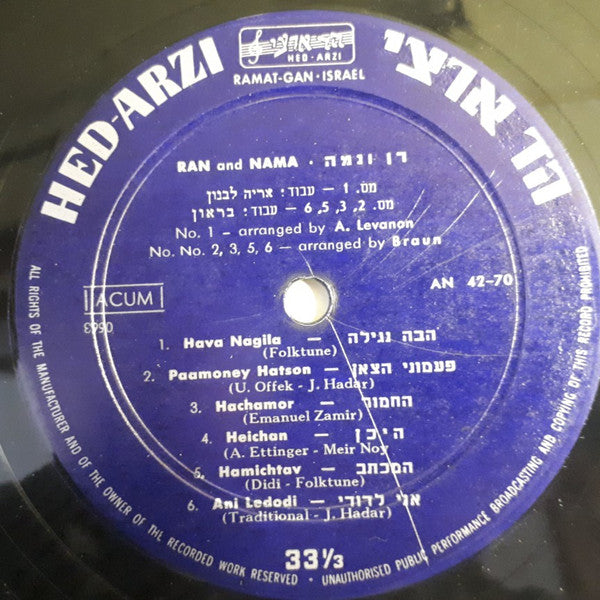 הד ארצי
HED-ARZI
RAMAT-GAN · ISRAEL
HED-ARZI
הד ארצי
RAN and NAMA · רן ונמה
מס. 1 – עבוד: אריה לבנון
מס. 2, 3, 5, 6 – עבוד: בראון
No. 1 – arranged by A. Levanon
No. No. 2, 3, 5, 6 – arranged by Braun
ACUM
AN 42-70
1. Hava Nagila – הבה נגילה
(Folktune)
2. Paamoney Hatson – פעמוני הצאן
(U. Offek - J. Hadar)
3. Hachamor – החמור
(Emanuel Zamir)
4. Heichan – היכן
(A. Ettinger - Meir Noy)
5. Hamichtav – המכתב
(Didi - Folktune)
6. Ani Ledodi – אני לדודי
(Traditional - J. Hadar)
33⅓
ALL RIGHTS OF THE MANUFACTURER AND OF THE OWNER OF THE RECORDED WORK RESERVED · UNAUTHORISED PUBLIC PERFORMANCE BROADCASTING AND COPYING OF THIS RECORD PROHIBITED